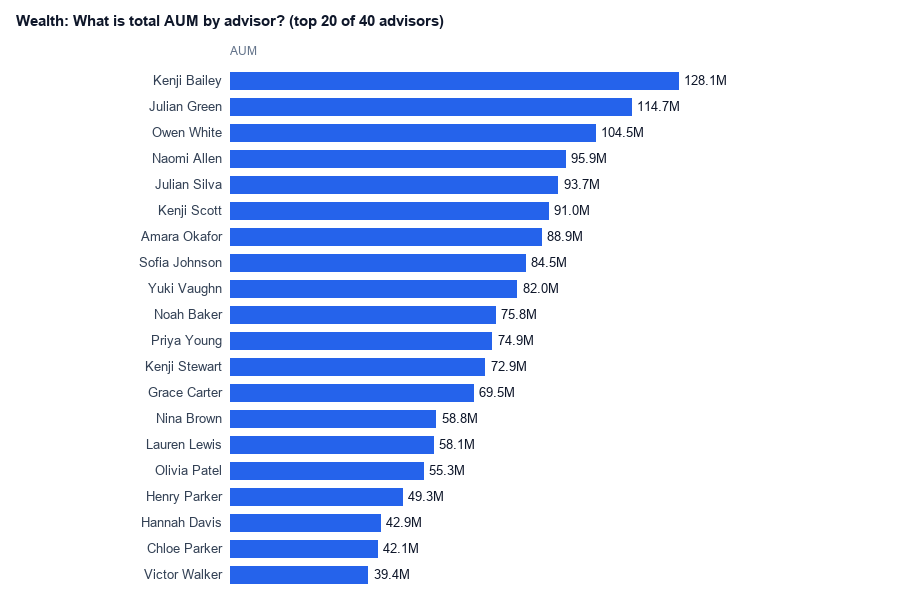 Wealth: What is total AUM by advisor? (top 20 of 40 advisors)
AUM
Kenji Bailey 128.1M
Julian Green 114.7M
Owen White 104.5M
Naomi Allen 95.9M
Julian Silva 93.7M
Kenji Scott 91.0M
Amara Okafor 88.9M
Sofia Johnson 84.5M
Yuki Vaughn 82.0M
Noah Baker 75.8M
Priya Young 74.9M
Kenji Stewart 72.9M
Grace Carter 69.5M
Nina Brown 58.8M
Lauren Lewis 58.1M
Olivia Patel 55.3M
Henry Parker 49.3M
Hannah Davis 42.9M
Chloe Parker 42.1M
Victor Walker 39.4M